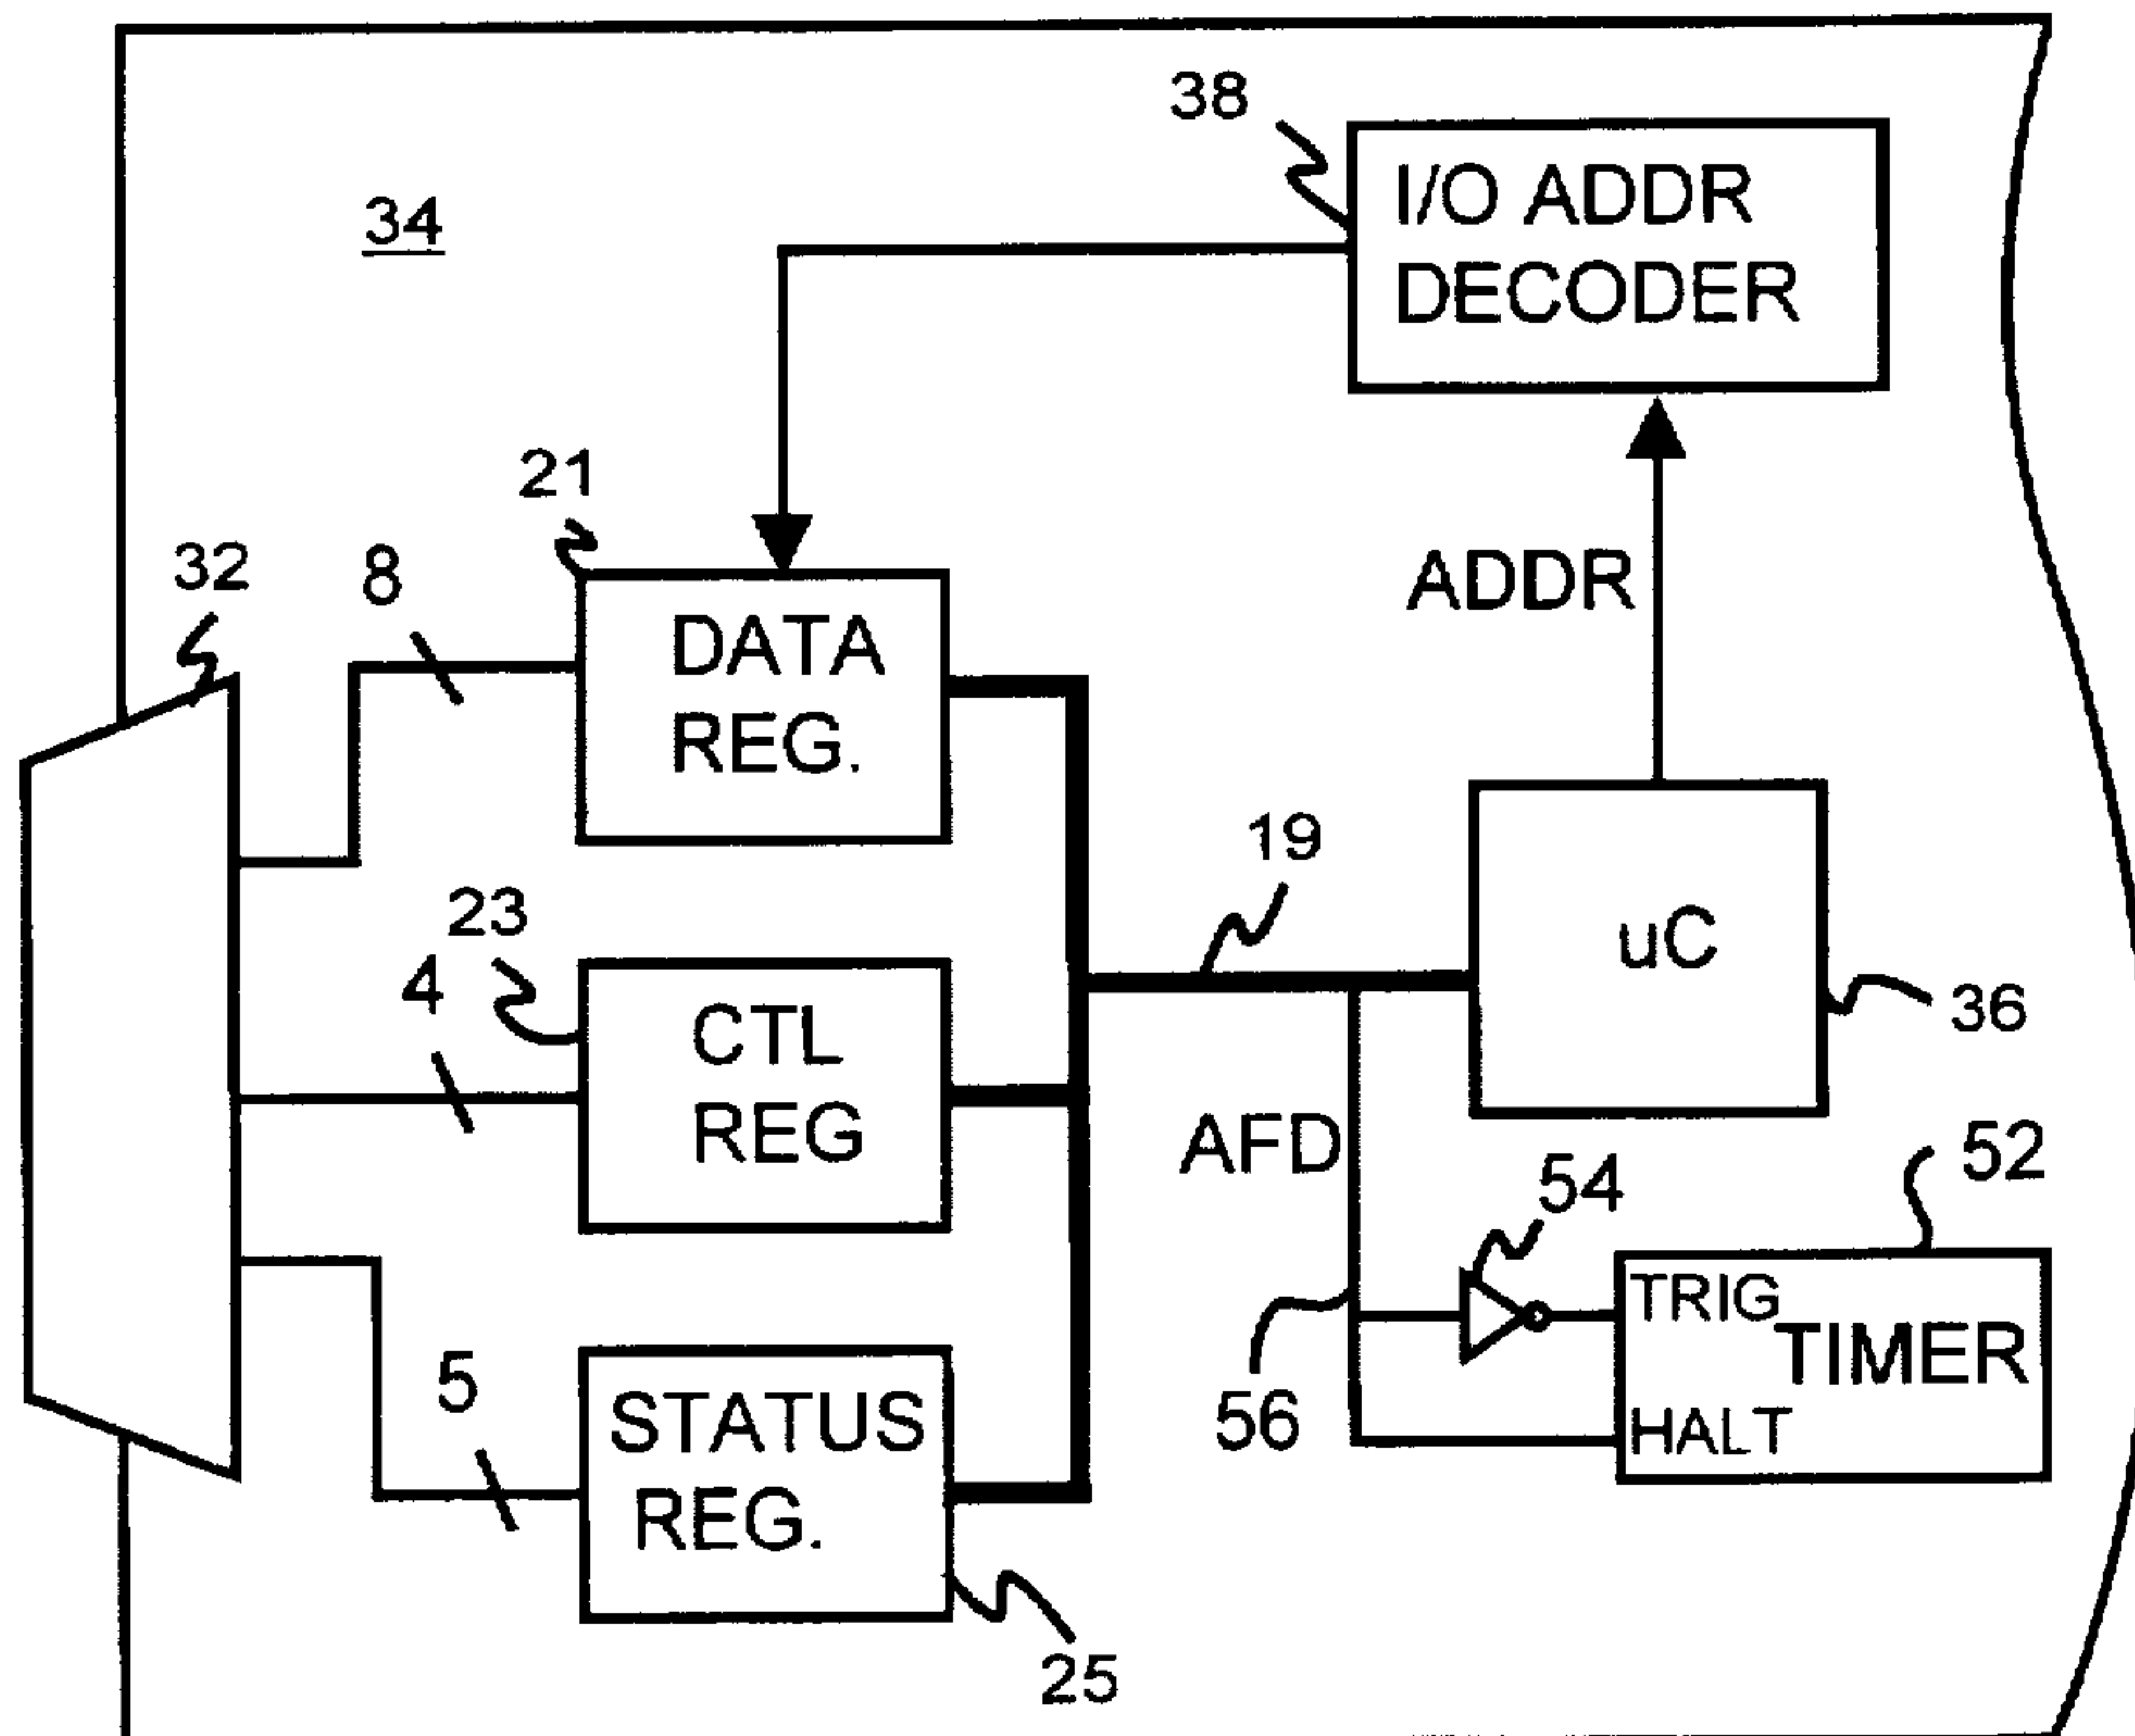 38
I/O ADDR
DECODER
34
21
32
8
DATA
REG.
ADDR
19
23
4
uC
CTL
REG
36
AFD
54
52
TRIG
TIMER
HALT
5
56
STATUS
REG.
25